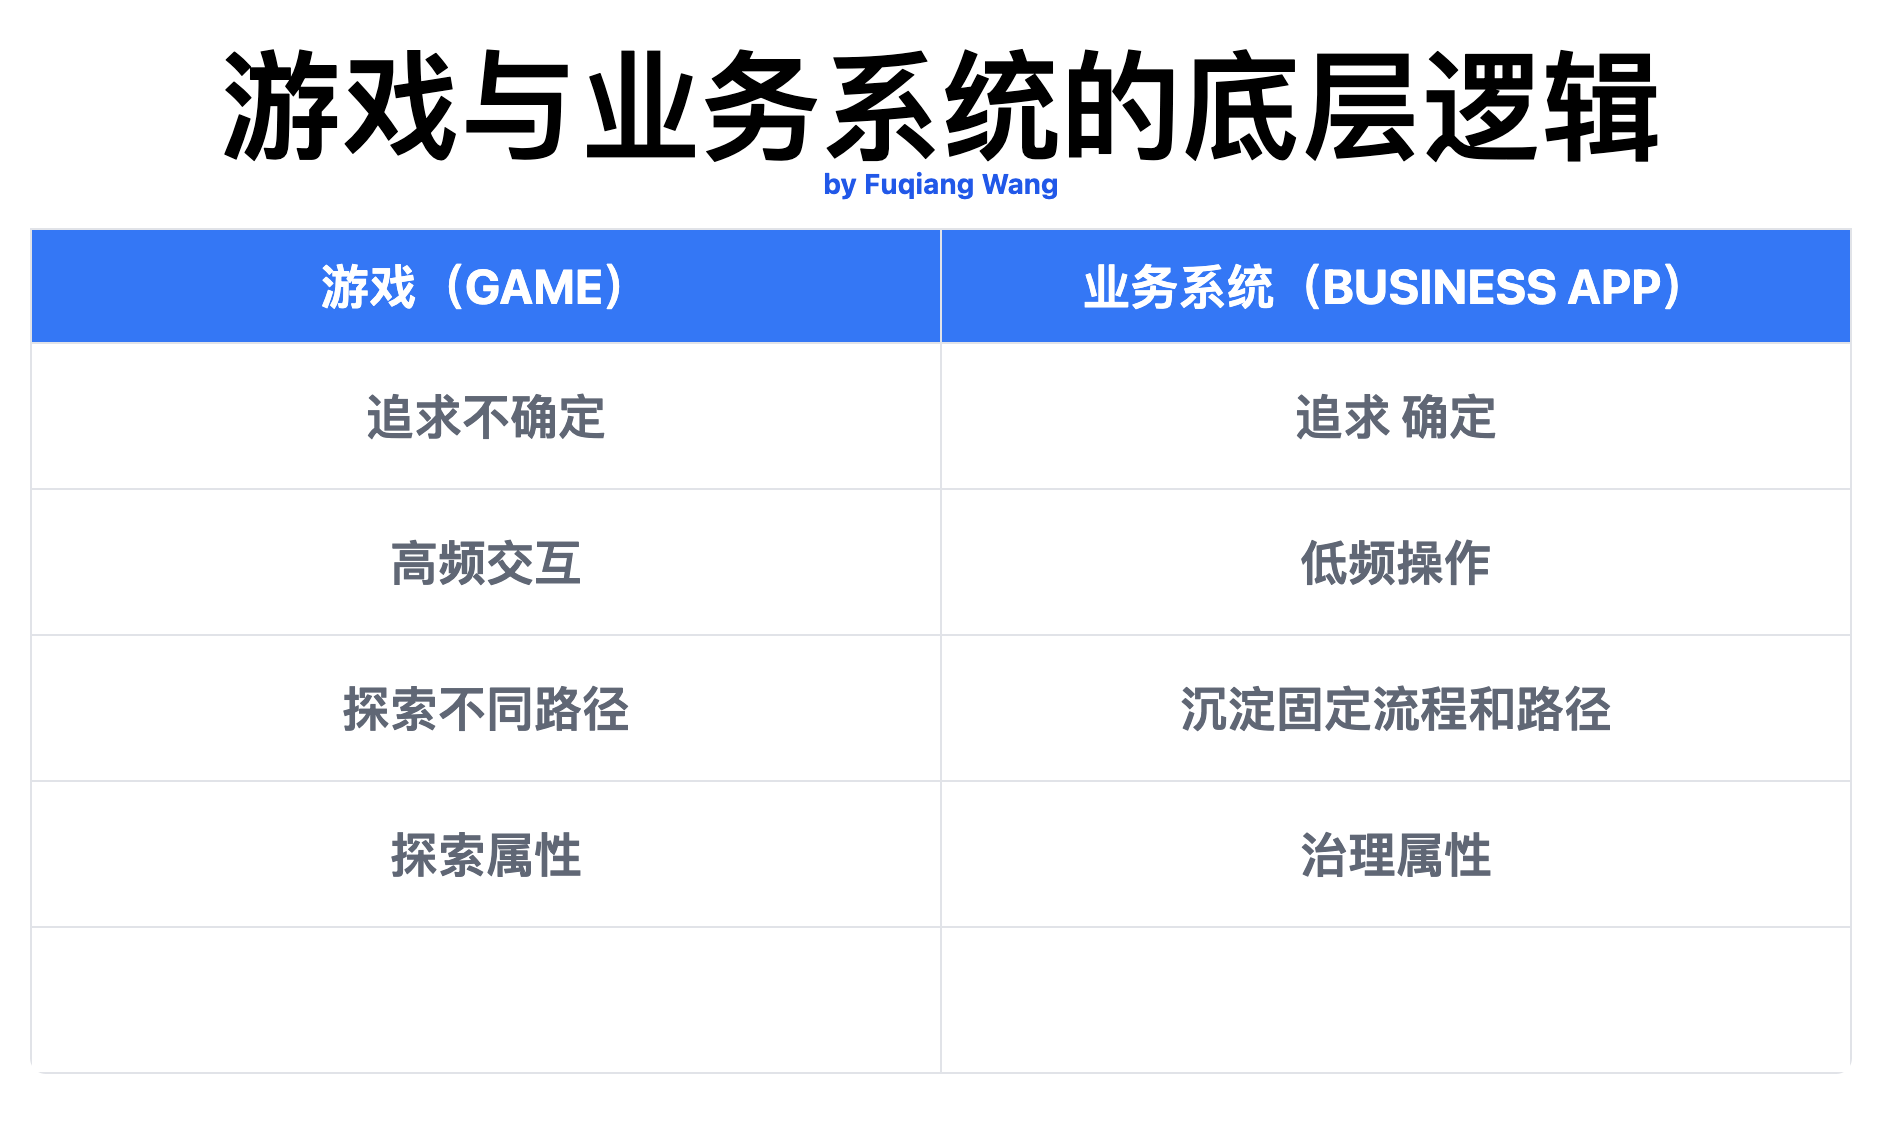 游戏与业务系统的底层逻辑
by Fuqiang Wang
游戏（GAME） 业务系统（BUSINESS APP）
追求不确定 追求 确定
高频交互 低频操作
探索不同路径 沉淀固定流程和路径
探索属性 治理属性